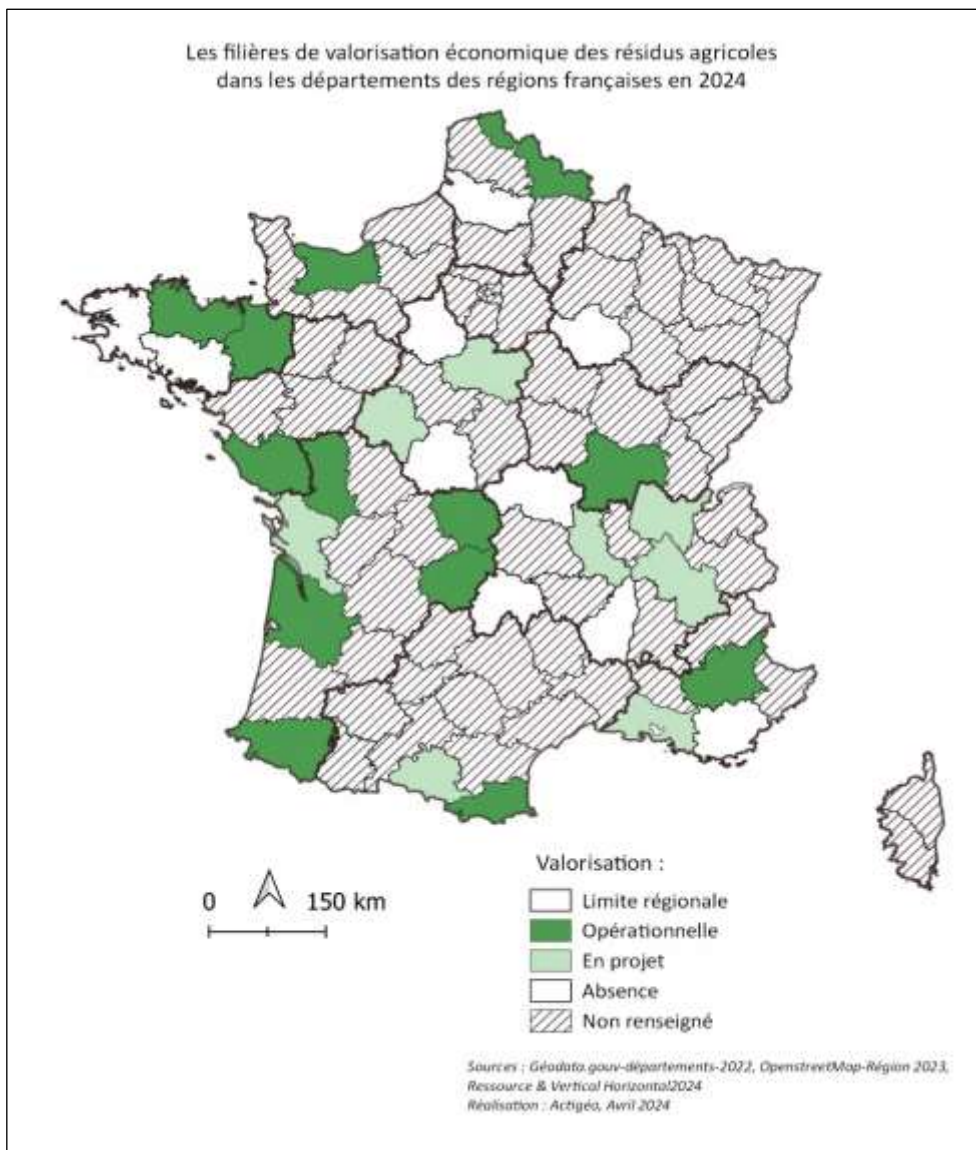 Les filières de valorisation économique des résidus agricoles
dans les départements des régions françaises en 2024
0 150 km
Valorisation :
Limite régionale
Opérationnelle
En projet
Absence
Non renseigné
Sources : Géodata.gouv-départements-2022, OpenstreetMap-Région 2023,
Ressource & Vertical Horizontal2024
Réalisation : Actigéo, Avril 2024